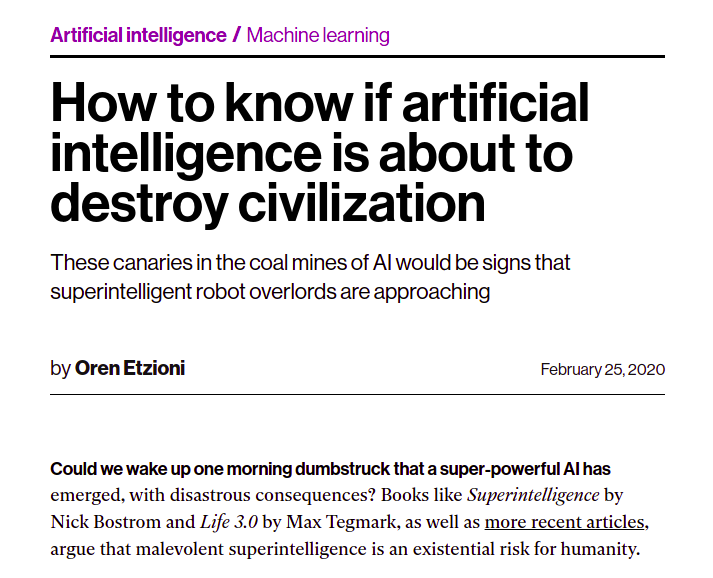 Artificial intelligence / Machine learning
How to know if artificial
intelligence is about to
destroy civilization
These canaries in the coal mines of AI would be signs that
superintelligent robot overlords are approaching
by Oren Etzioni
February 25, 2020
Could we wake up one morning dumbstruck that a super-powerful AI has
emerged, with disastrous consequences? Books like Superintelligence by
Nick Bostrom and Life 3.0 by Max Tegmark, as well as more recent articles,
argue that malevolent superintelligence is an existential risk for humanity.